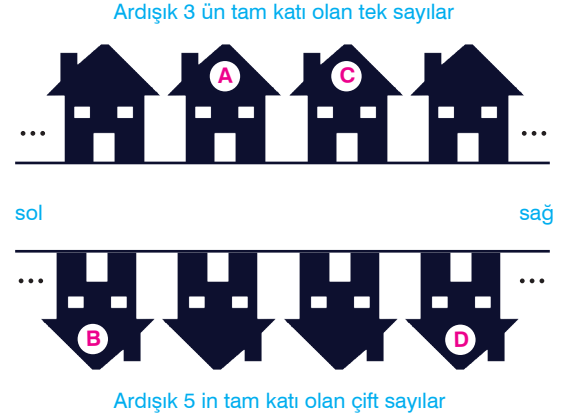 Ardışık 3 ün tam katı olan tek sayılar
A C
... ...
sol sağ
... ...
B D
Ardışık 5 in tam katı olan çift sayılar